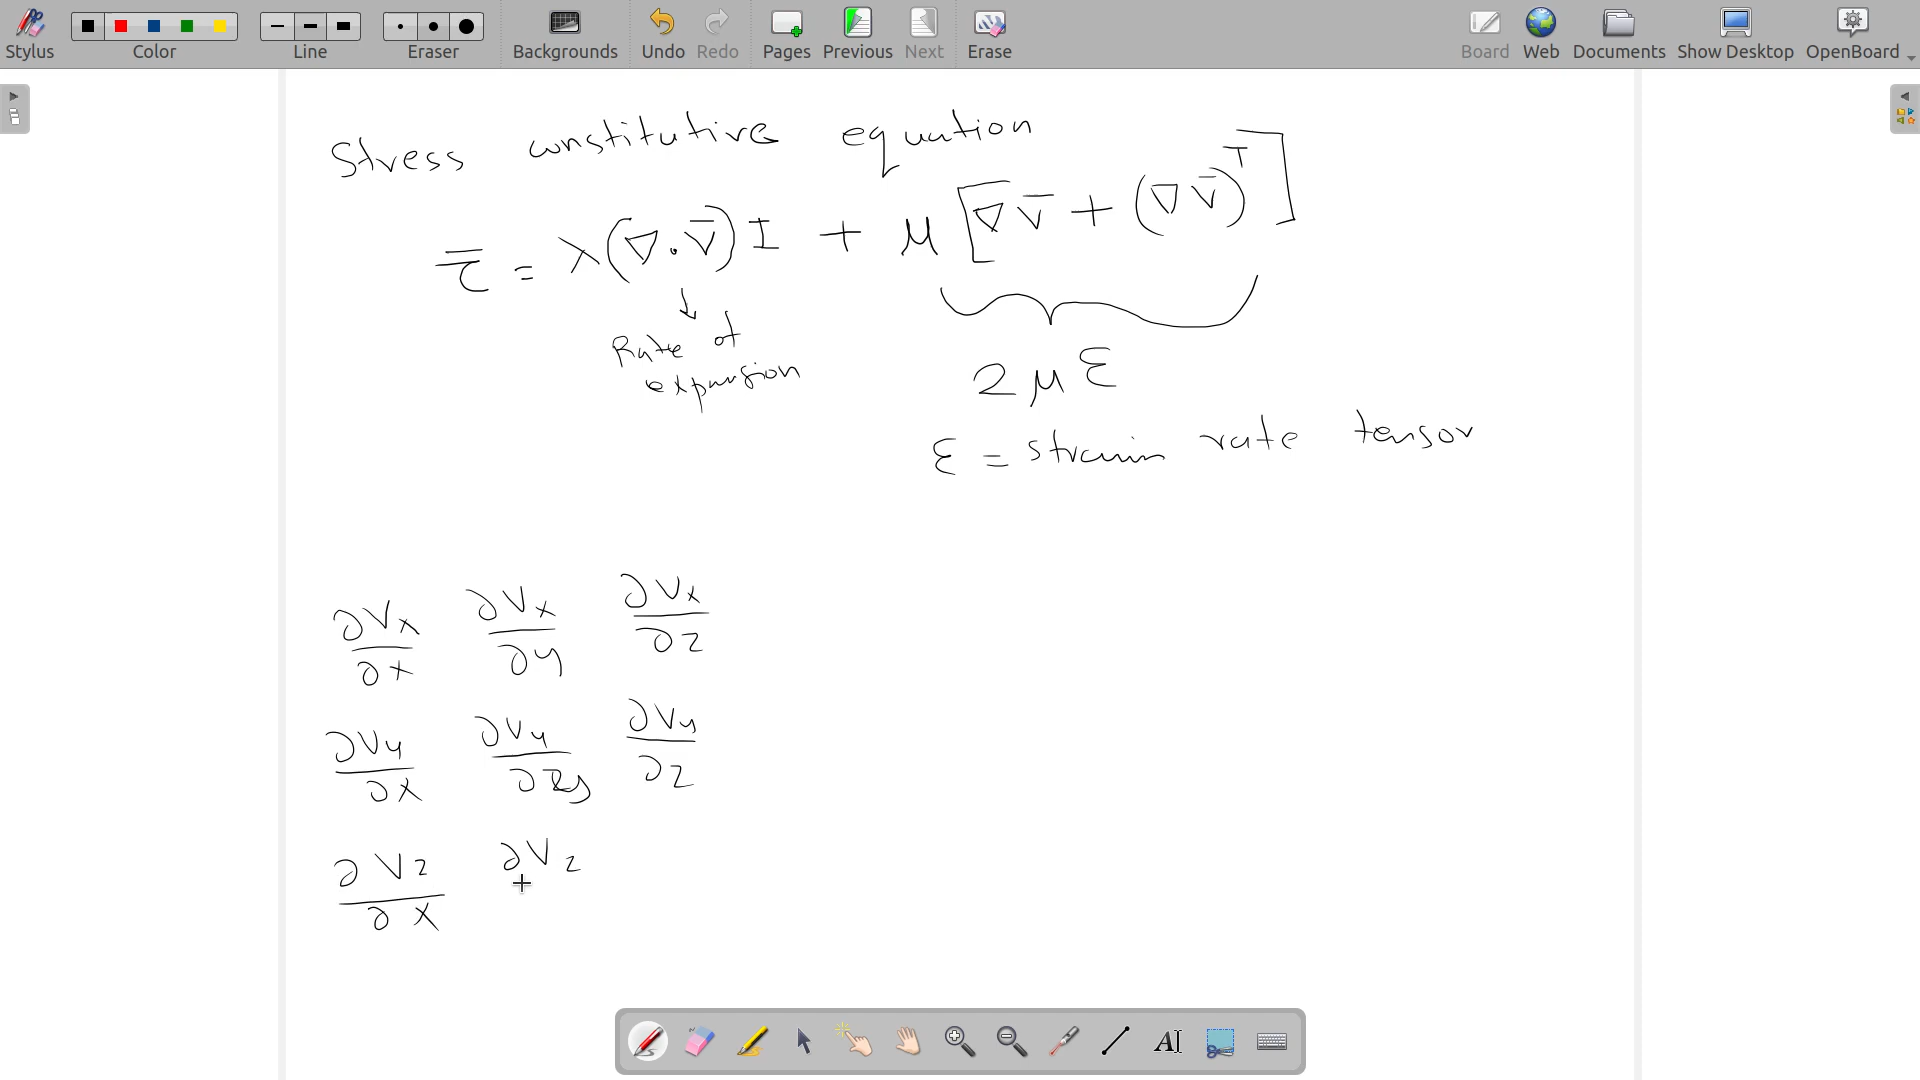 Stylus Color Line Eraser Backgrounds Undo Redo Pages Previous Next Erase Board Web Documents Show Desktop OpenBoard
Stress constitutive equation
τ̿ = λ(∇·V̄)I + μ[∇V̄ + (∇V̄)ᵀ]
↓
Rate of
expansion
2με
ε = strain rate tensor
∂Vx/∂x ∂Vx/∂y ∂Vx/∂z
∂Vy/∂x ∂Vy/∂y ∂Vy/∂z
∂Vz/∂x ∂Vz